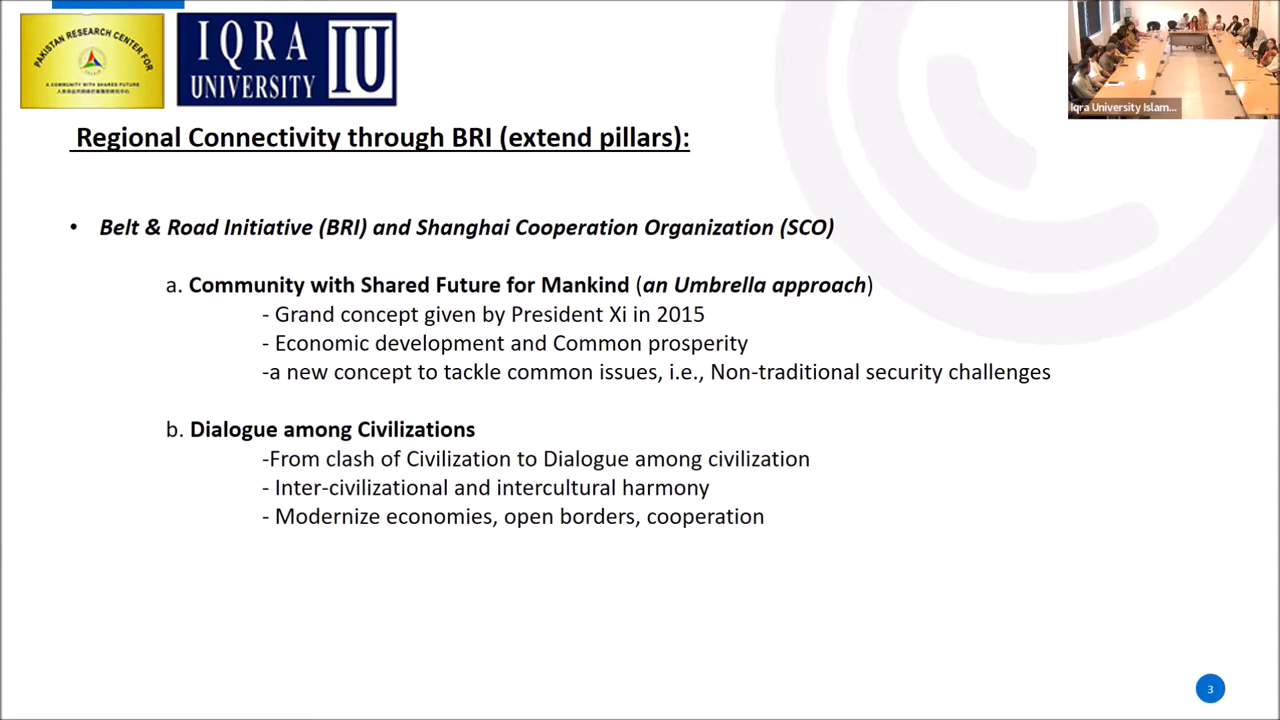 PAKISTAN RESEARCH CENTER FOR
A COMMUNITY WITH SHARED FUTURE
IQRA
UNIVERSITY
IU
Iqra University Islam...
Regional Connectivity through BRI (extend pillars):
• Belt & Road Initiative (BRI) and Shanghai Cooperation Organization (SCO)
a. Community with Shared Future for Mankind (an Umbrella approach)
- Grand concept given by President Xi in 2015
- Economic development and Common prosperity
-a new concept to tackle common issues, i.e., Non-traditional security challenges
b. Dialogue among Civilizations
-From clash of Civilization to Dialogue among civilization
- Inter-civilizational and intercultural harmony
- Modernize economies, open borders, cooperation
3